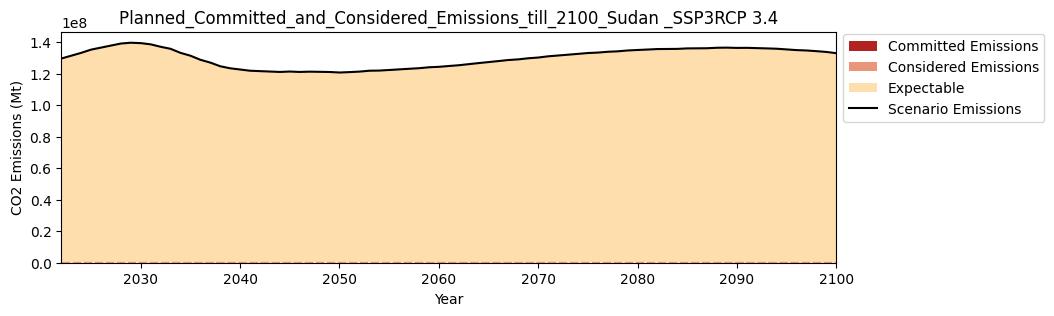 Planned_Committed_and_Considered_Emissions_till_2100_Sudan _SSP3RCP 3.4
1e8
1.4
1.2
1.0
0.8
0.6
0.4
0.2
0.0
CO2 Emissions (Mt)
2030 2040 2050 2060 2070 2080 2090 2100
Year
Committed Emissions
Considered Emissions
Expectable
Scenario Emissions